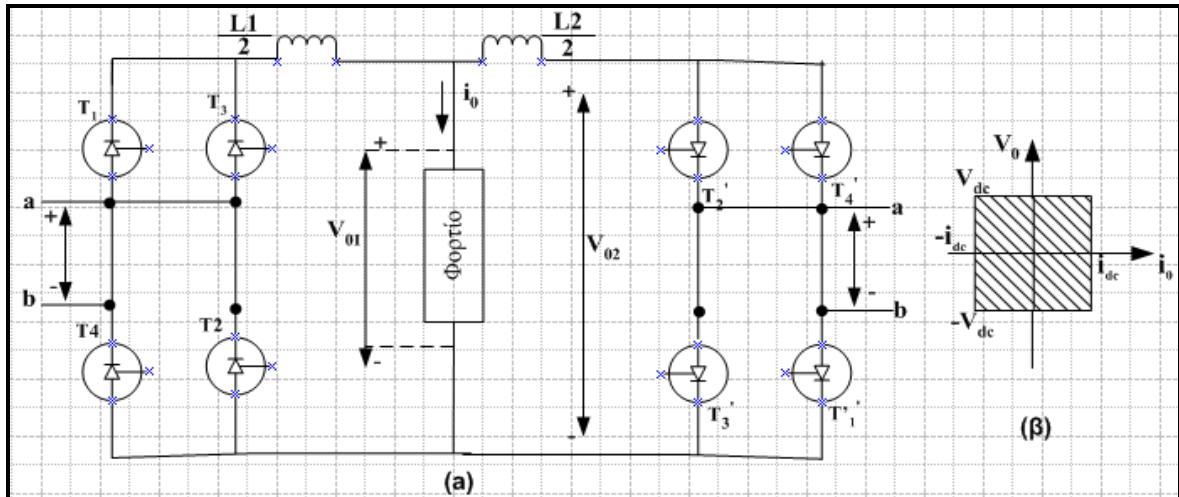 L1
2
L2
2
T1
T3
i0
+
+
V0
Vdc
a
+
-
b
V01
Φορτίο
V02
T2'
T4'
a
+
-
b
-idc
idc
i0
-Vdc
T4
T2
-
-
T3'
T'1'
(a)
(β)